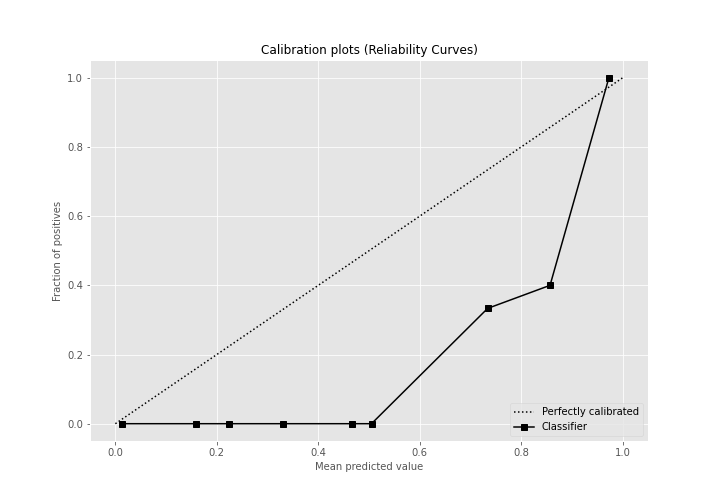 Calibration plots (Reliability Curves)
1.0
0.8
0.6
0.4
0.2
0.0
Fraction of positives
0.0 0.2 0.4 0.6 0.8 1.0
Mean predicted value
Perfectly calibrated
Classifier